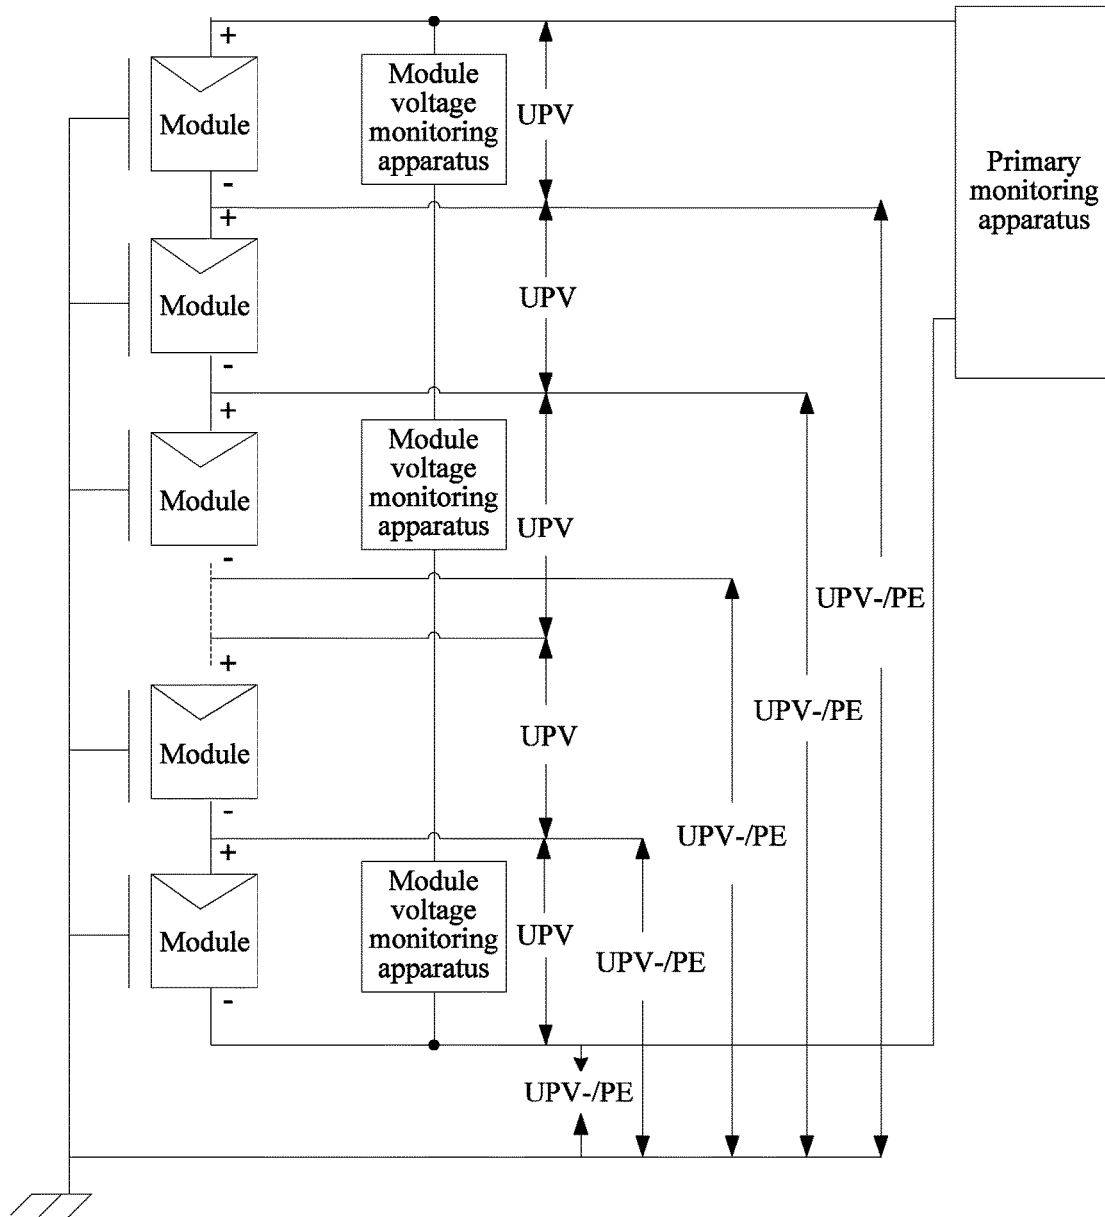 +
Module
-
Module
voltage
monitoring
apparatus
UPV
Primary
monitoring
apparatus
+
Module
-
UPV
+
Module
-
Module
voltage
monitoring
apparatus
UPV
UPV-/PE
UPV-/PE
+
Module
-
UPV
UPV-/PE
+
Module
-
Module
voltage
monitoring
apparatus
UPV
UPV-/PE
UPV-/PE